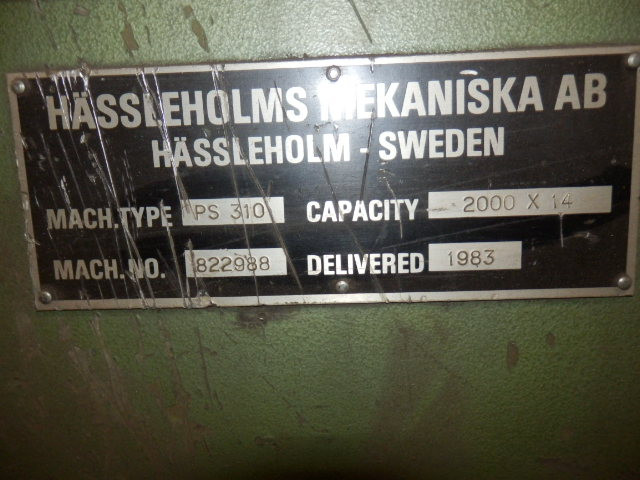 HÄSSLEHOLMS MEKANISKA AB
HÄSSLEHOLM - SWEDEN
MACH.TYPE PS 310 CAPACITY 2000 X 14
MACH.NO. 822988 DELIVERED 1983